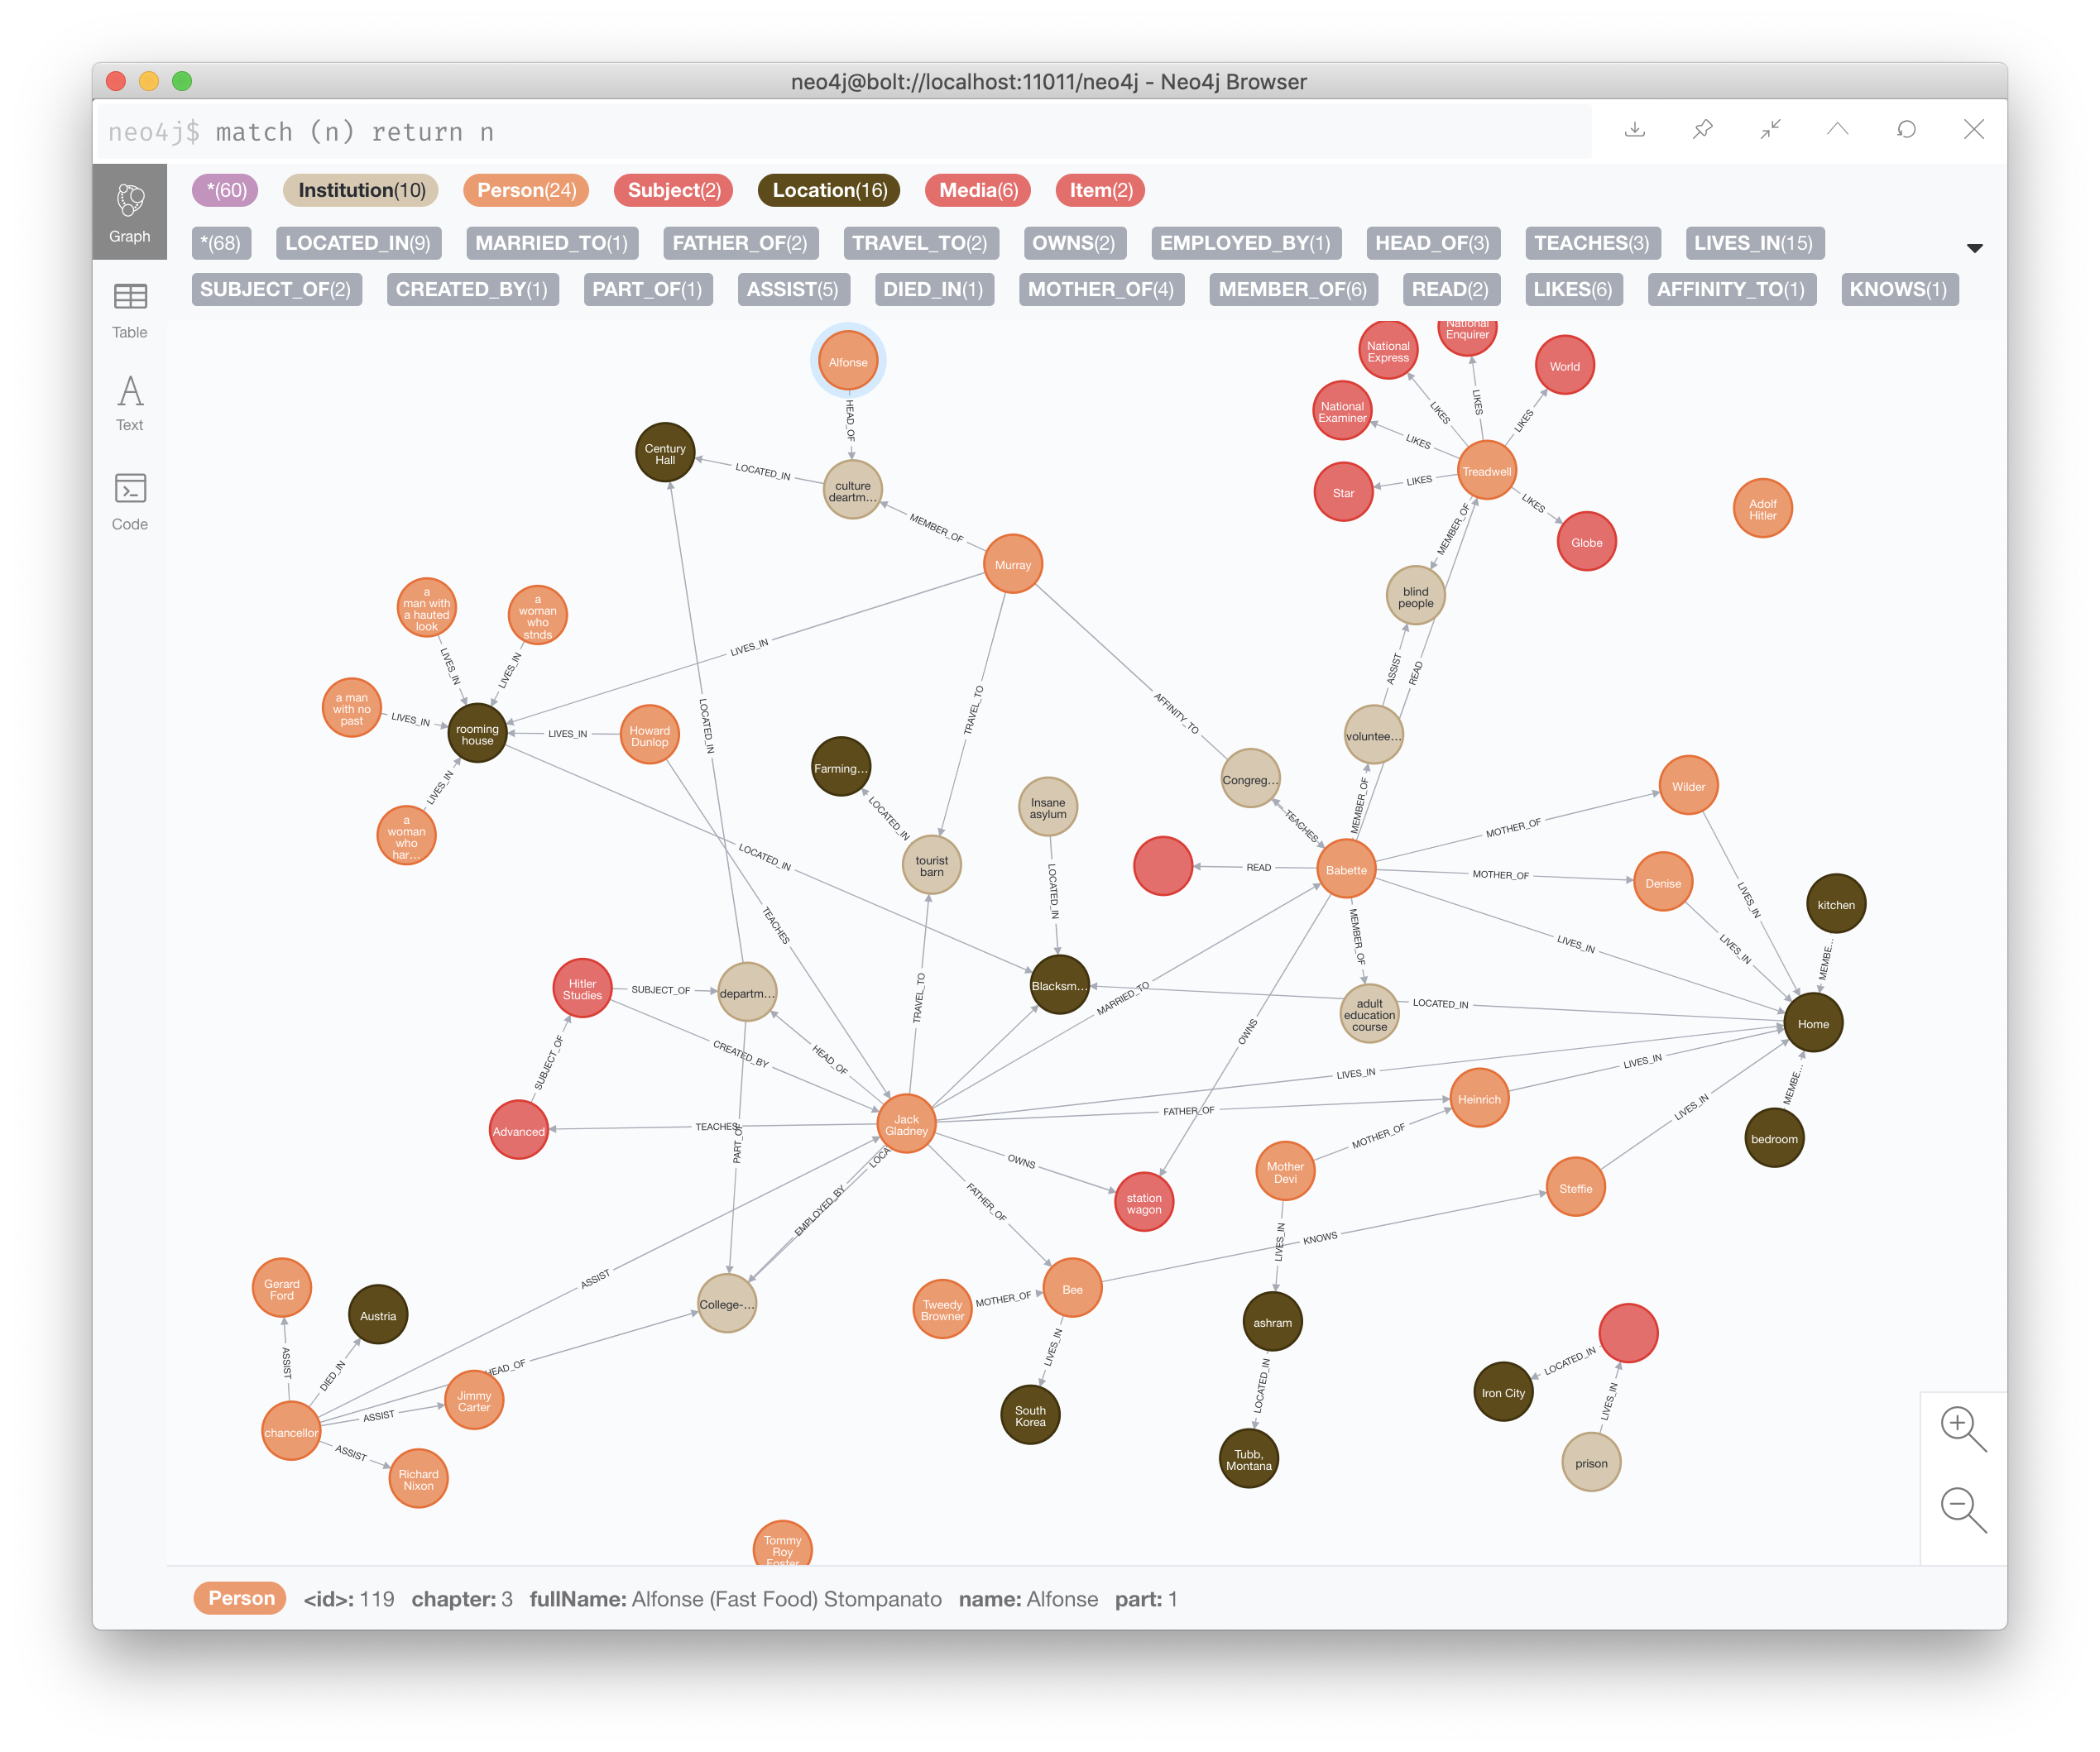 neo4j@bolt://localhost:11011/neo4j - Neo4j Browser
neo4j$ match (n) return n
Graph
Table
Text
Code
*(60) Institution(10) Person(24) Subject(2) Location(16) Media(6) Item(2)
*(68) LOCATED_IN(9) MARRIED_TO(1) FATHER_OF(2) TRAVEL_TO(2) OWNS(2) EMPLOYED_BY(1) HEAD_OF(3) TEACHES(3) LIVES_IN(15)
SUBJECT_OF(2) CREATED_BY(1) PART_OF(1) ASSIST(5) DIED_IN(1) MOTHER_OF(4) MEMBER_OF(6) READ(2) LIKES(6) AFFINITY_TO(1) KNOWS(1)
Alfonse
HEAD_OF
Century
Hall
LOCATED_IN
culture
deartm...
MEMBER_OF
Murray
National
Enquirer
National
Express
World
National
Examiner
LIKES
LIKES
LIKES
LIKES
LIKES
LIKES
Treadwell
Star
Globe
Adolf
Hitler
MEMBER_OF
blind
people
ASSIST
READ
a
man with
a hauted
look
a
woman
who
stnds
LIVES_IN
LIVES_IN
LIVES_IN
a man
with no
past
LIVES_IN
rooming
house
LIVES_IN
Howard
Dunlop
LIVES_IN
a
woman
who
har...
LOCATED_IN
TRAVEL_TO
AFFINITY_TO
voluntee...
Farming...
LOCATED_IN
Insane
asylum
Congreg...
TEACHES
MEMBER_OF
Wilder
LOCATED_IN
tourist
barn
LOCATED_IN
READ
Babette
MOTHER_OF
MOTHER_OF
Denise
LIVES_IN
LIVES_IN
kitchen
MEMBE...
TEACHES
MEMBER_OF
LIVES_IN
Hitler
Studies
SUBJECT_OF
departm...
TRAVEL_TO
Blacksm...
MARRIED_TO
adult
education
course
LOCATED_IN
Home
SUBJECT_OF
CREATED_BY
HEAD_OF
OWNS
LIVES_IN
LIVES_IN
MEMBE...
Advanced
TEACHES
PART_OF
Jack
Gladney
FATHER_OF
Heinrich
LIVES_IN
bedroom
LOCA
OWNS
MOTHER_OF
Mother
Devi
Steffie
EMPLOYED_BY
FATHER_OF
station
wagon
LIVES_IN
KNOWS
ASSIST
Gerard
Ford
Austria
College-...
Tweedy
Browner
MOTHER_OF
Bee
ashram
ASSIST
DIED_IN
HEAD_OF
LIVES_IN
LOCATED_IN
LOCATED_IN
Iron City
LIVES_IN
chancellor
ASSIST
Jimmy
Carter
South
Korea
ASSIST
Richard
Nixon
Tubb,
Montana
prison
Tommy
Roy
Foster
Person <id>: 119 chapter: 3 fullName: Alfonse (Fast Food) Stompanato name: Alfonse part: 1